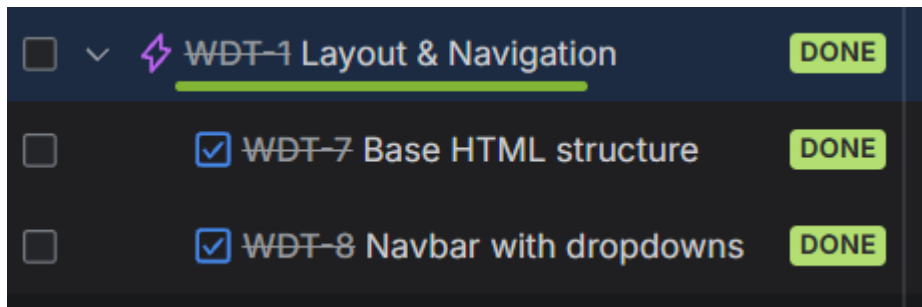 WDT-1 Layout & Navigation DONE
WDT-7 Base HTML structure DONE
WDT-8 Navbar with dropdowns DONE